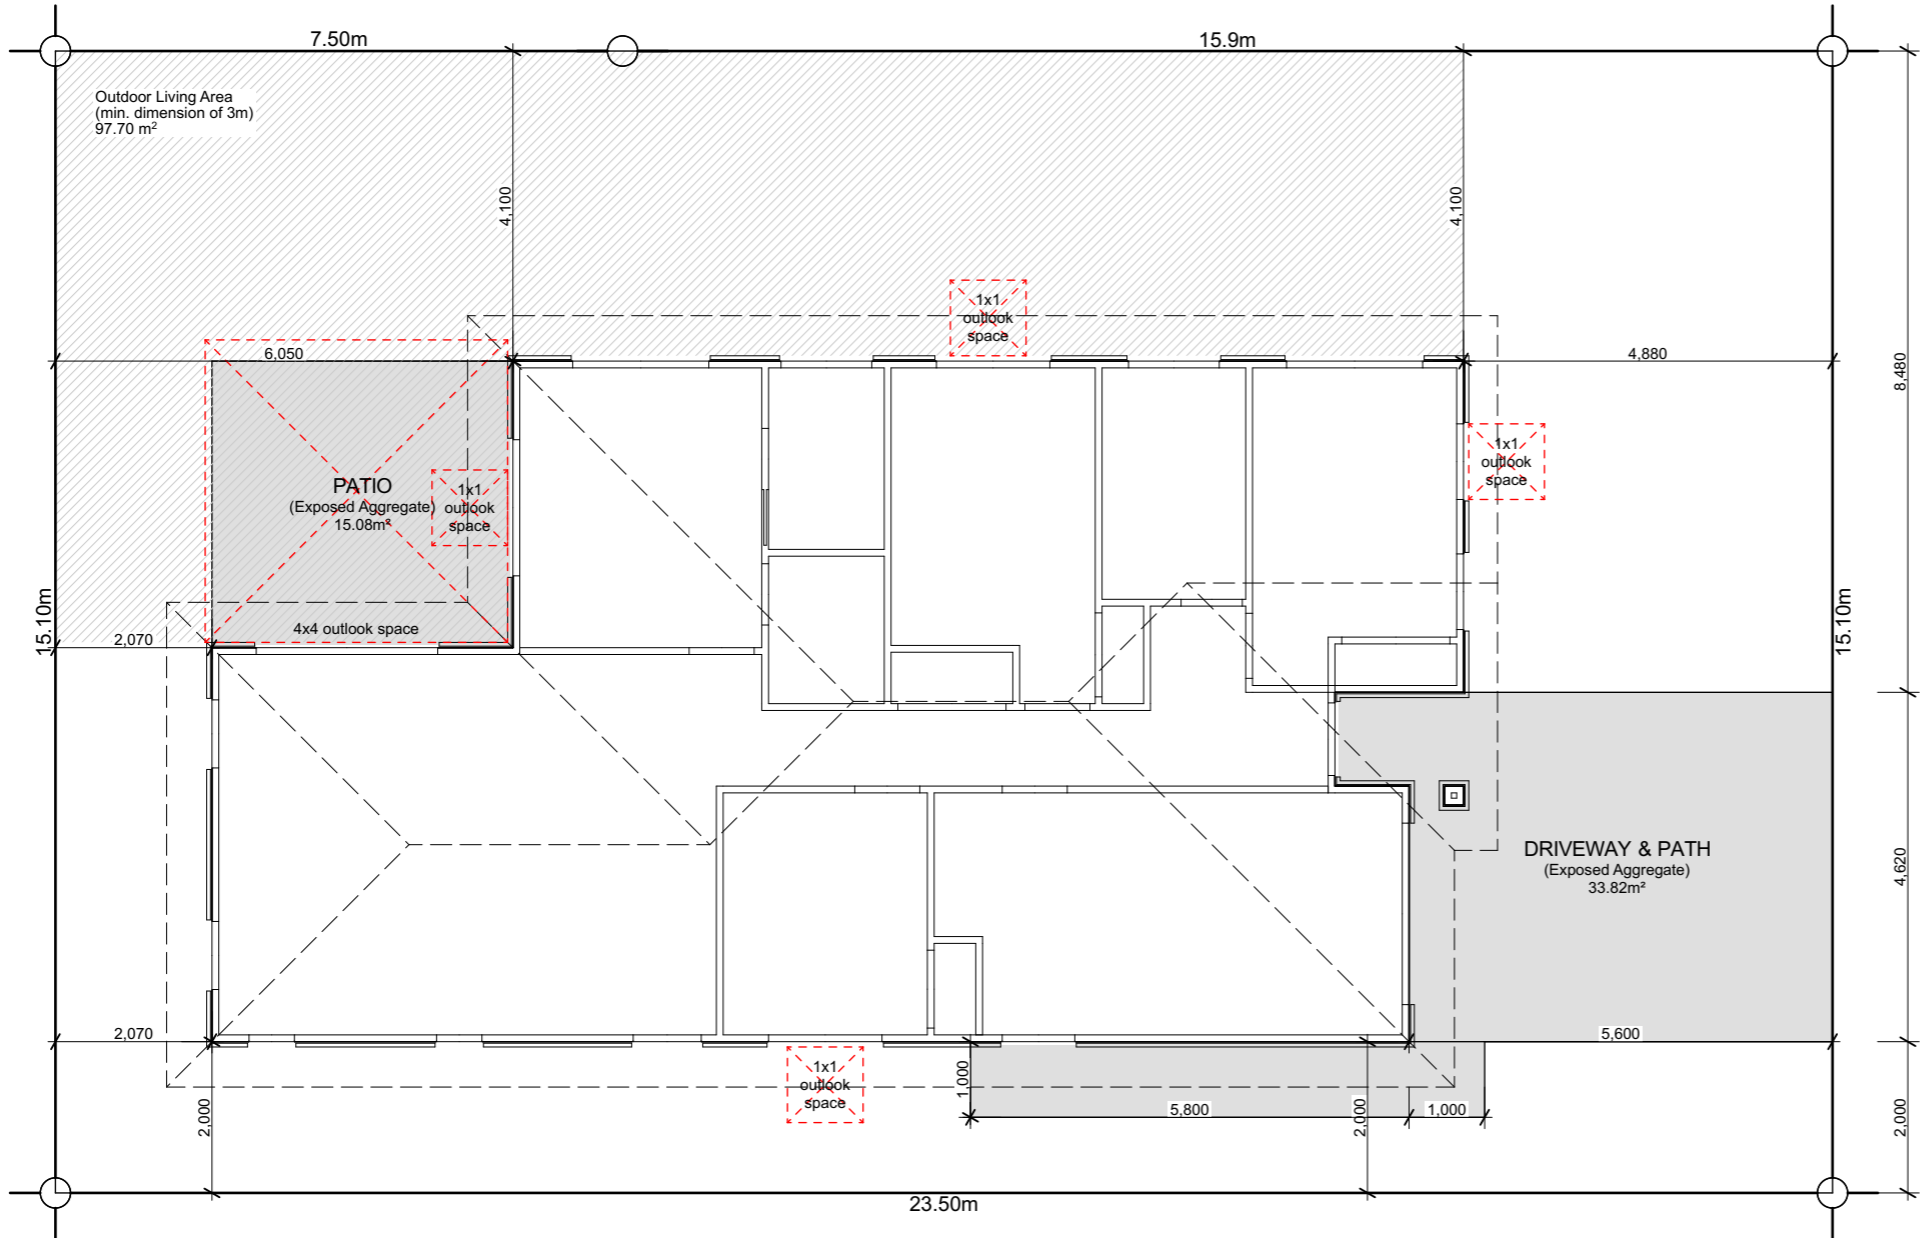 7.50m
15.9m
Outdoor Living Area
(min. dimension of 3m)
97.70 m²
4,100
4,100
1x1
outlook
space
6,050
4,880
8,480
1x1
outlook
space
PATIO
(Exposed Aggregate)
15.08m²
1x1
outlook
space
15.10m
2,070
4x4 outlook space
15.10m
DRIVEWAY & PATH
(Exposed Aggregate)
33.82m²
4,620
2,070
5,600
1x1
outlook
space
1,000
5,800
1,000
2,000
2,000
2,000
23.50m